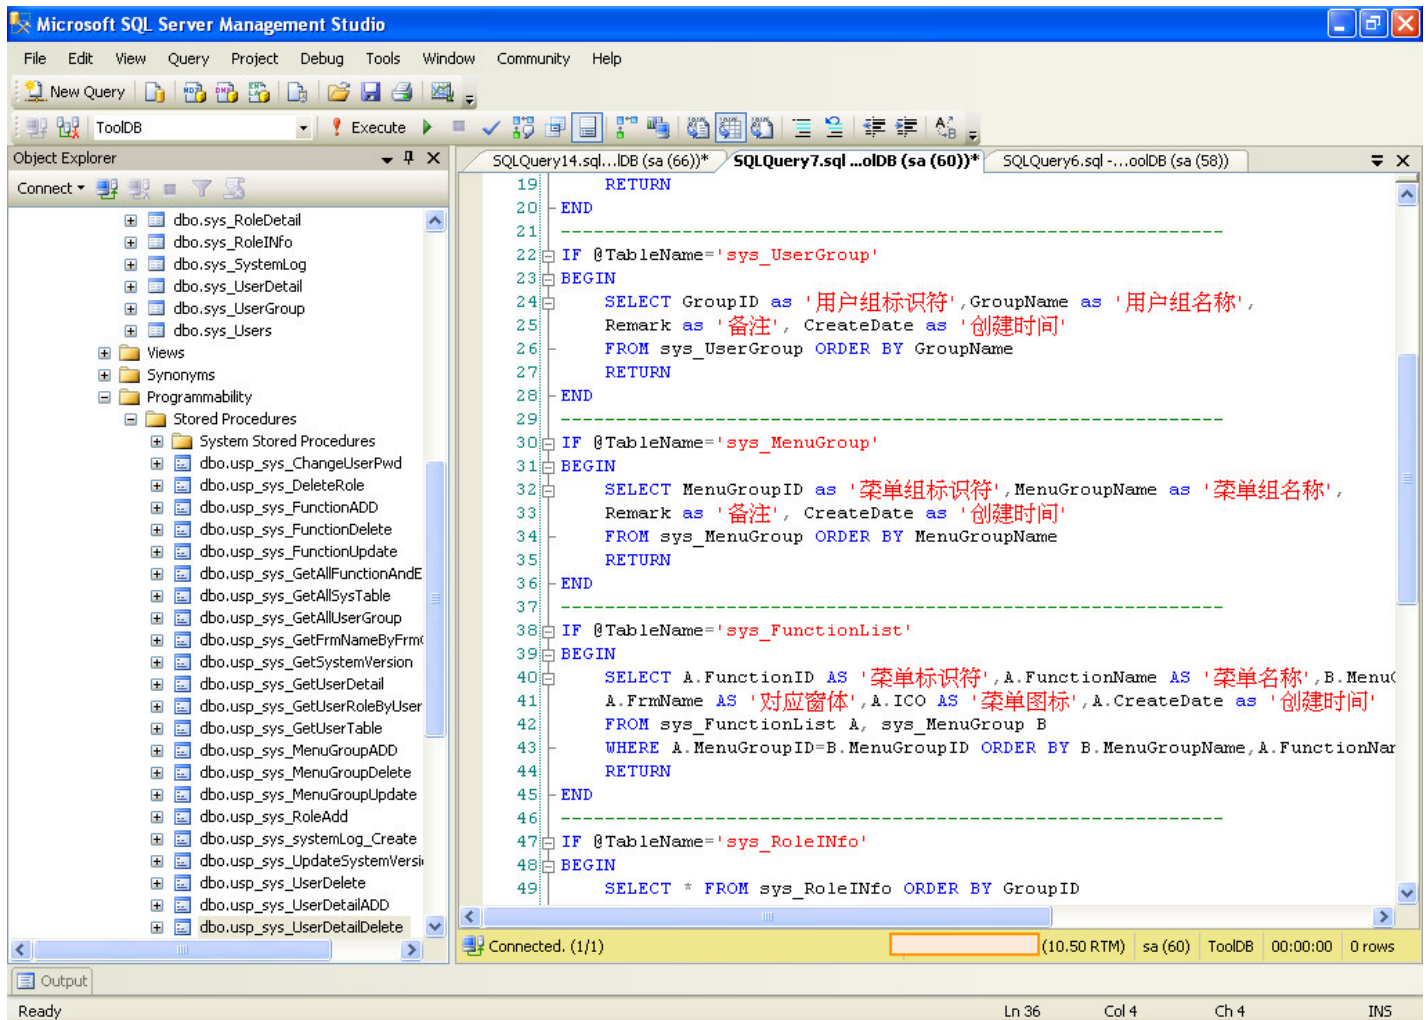 Microsoft SQL Server Management Studio
File Edit View Query Project Debug Tools Window Community Help
New Query
ToolDB Execute
Object Explorer
Connect
dbo.sys_RoleDetail
dbo.sys_RoleINfo
dbo.sys_SystemLog
dbo.sys_UserDetail
dbo.sys_UserGroup
dbo.sys_Users
Views
Synonyms
Programmability
Stored Procedures
System Stored Procedures
dbo.usp_sys_ChangeUserPwd
dbo.usp_sys_DeleteRole
dbo.usp_sys_FunctionADD
dbo.usp_sys_FunctionDelete
dbo.usp_sys_FunctionUpdate
dbo.usp_sys_GetAllFunctionAndE
dbo.usp_sys_GetAllSysTable
dbo.usp_sys_GetAllUserGroup
dbo.usp_sys_GetFrmNameByFrm
dbo.usp_sys_GetSystemVersion
dbo.usp_sys_GetUserDetail
dbo.usp_sys_GetUserRoleByUser
dbo.usp_sys_GetUserTable
dbo.usp_sys_MenuGroupADD
dbo.usp_sys_MenuGroupDelete
dbo.usp_sys_MenuGroupUpdate
dbo.usp_sys_RoleAdd
dbo.usp_sys_systemLog_Create
dbo.usp_sys_UpdateSystemVersi
dbo.usp_sys_UserDelete
dbo.usp_sys_UserDetailADD
dbo.usp_sys_UserDetailDelete
SQLQuery14.sql...lDB (sa (66))* SQLQuery7.sql ...olDB (sa (60))* SQLQuery6.sql -...oolDB (sa (58))
19 RETURN
20 END
21 -------------------------------------------------------------
22 IF @TableName='sys_UserGroup'
23 BEGIN
24 SELECT GroupID as '用户组标识符',GroupName as '用户组名称',
25 Remark as '备注', CreateDate as '创建时间'
26 FROM sys_UserGroup ORDER BY GroupName
27 RETURN
28 END
29 -------------------------------------------------------------
30 IF @TableName='sys_MenuGroup'
31 BEGIN
32 SELECT MenuGroupID as '菜单组标识符',MenuGroupName as '菜单组名称',
33 Remark as '备注', CreateDate as '创建时间'
34 FROM sys_MenuGroup ORDER BY MenuGroupName
35 RETURN
36 END
37 -------------------------------------------------------------
38 IF @TableName='sys_FunctionList'
39 BEGIN
40 SELECT A.FunctionID AS '菜单标识符',A.FunctionName AS '菜单名称',B.Menu
41 A.FrmName AS '对应窗体',A.ICO AS '菜单图标',A.CreateDate as '创建时间'
42 FROM sys_FunctionList A, sys_MenuGroup B
43 WHERE A.MenuGroupID=B.MenuGroupID ORDER BY B.MenuGroupName,A.FunctionNam
44 RETURN
45 END
46 -------------------------------------------------------------
47 IF @TableName='sys_RoleINfo'
48 BEGIN
49 SELECT * FROM sys_RoleINfo ORDER BY GroupID
Connected. (1/1) (10.50 RTM) sa (60) ToolDB 00:00:00 0 rows
Output
Ready Ln 36 Col 4 Ch 4 INS